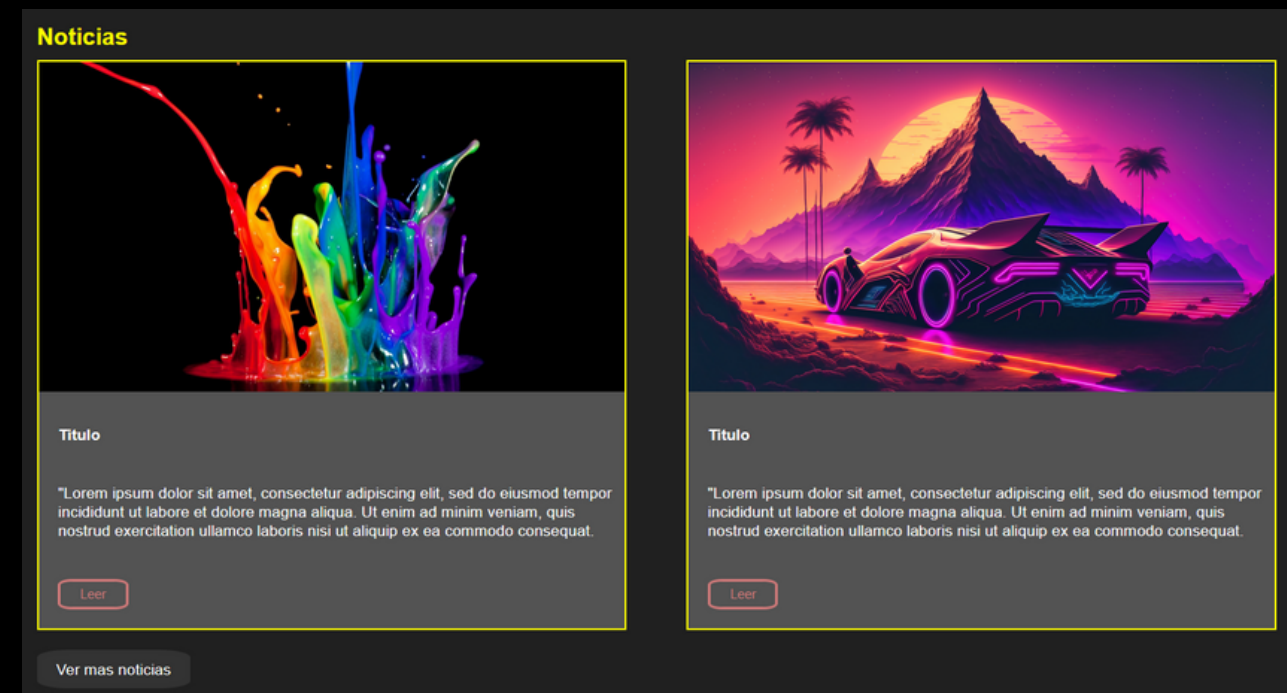 Noticias
Titulo
"Lorem ipsum dolor sit amet, consectetur adipiscing elit, sed do eiusmod tempor
incididunt ut labore et dolore magna aliqua. Ut enim ad minim veniam, quis
nostrud exercitation ullamco laboris nisi ut aliquip ex ea commodo consequat.
Leer
Titulo
"Lorem ipsum dolor sit amet, consectetur adipiscing elit, sed do eiusmod tempor
incididunt ut labore et dolore magna aliqua. Ut enim ad minim veniam, quis
nostrud exercitation ullamco laboris nisi ut aliquip ex ea commodo consequat.
Leer
Ver mas noticias